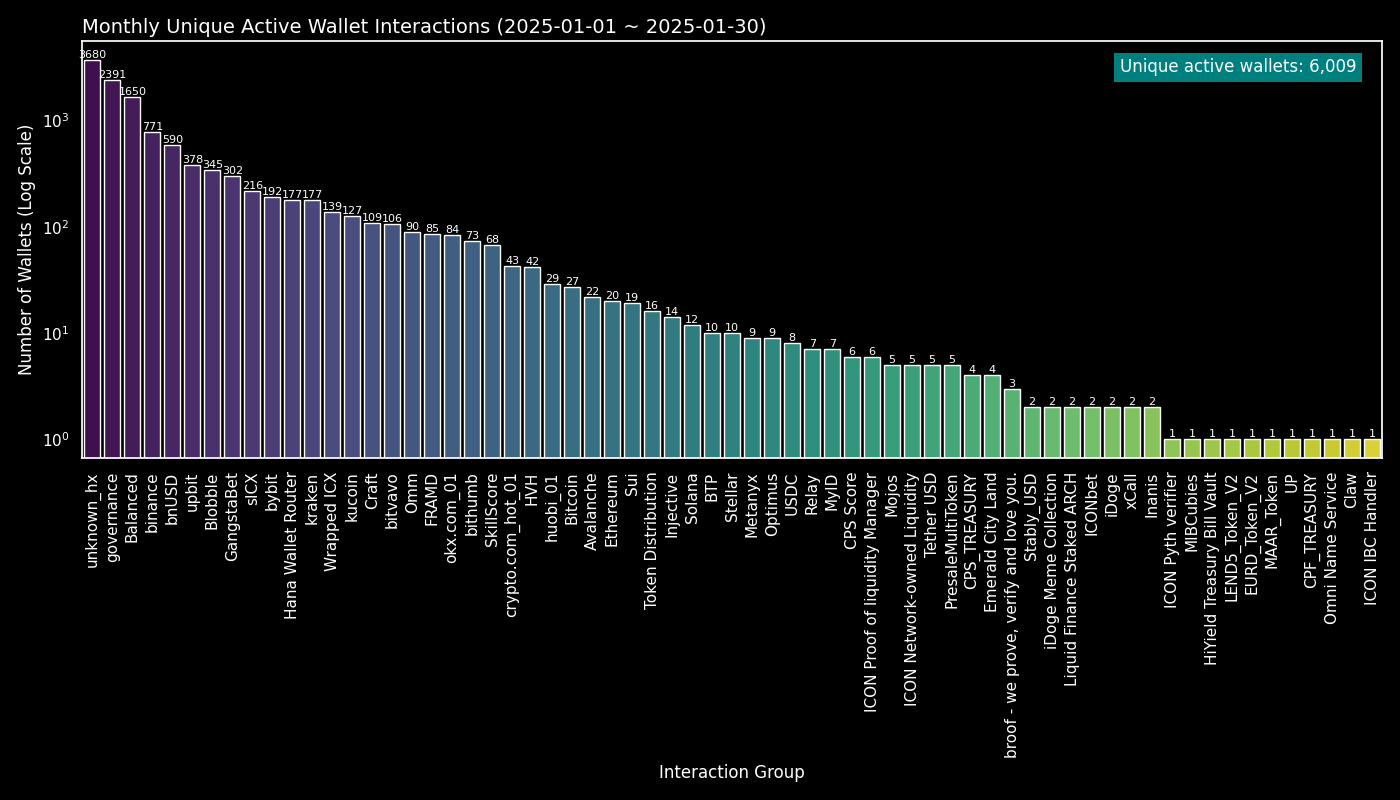 Monthly Unique Active Wallet Interactions (2025-01-01 ~ 2025-01-30)
Unique active wallets: 6,009
Number of Wallets (Log Scale)
10³
10²
10¹
10⁰
3680
2391
1650
771
590
378
345
302
216
192
177
177
139
127
109
106
90
85
84
73
68
43
42
29
27
22
20
19
16
14
12
10
10
9
9
8
7
7
6
6
5
5
5
5
4
4
3
2
2
2
2
2
2
2
1
1
1
1
1
1
1
1
1
1
1
unknown_hx
governance
Balanced
binance
bnUSD
upbit
Blobble
GangstaBet
sICX
bybit
Hana Wallet Router
kraken
Wrapped ICX
kucoin
Craft
bitvavo
Omm
FRAMD
okx.com_01
bithumb
SkillScore
crypto.com_hot_01
HVH
huobi_01
Bitcoin
Avalanche
Ethereum
Sui
Token Distribution
Injective
Solana
BTP
Stellar
Metanyx
Optimus
USDC
Relay
MyID
CPS Score
ICON Proof of liquidity Manager
Mojos
ICON Network-owned Liquidity
Tether USD
PresaleMultiToken
CPS_TREASURY
Emerald City Land
broof - we prove, verify and love you.
Stably_USD
iDoge Meme Collection
Liquid Finance Staked ARCH
ICONbet
iDoge
xCall
Inanis
ICON Pyth verifier
MIBCubies
HiYield Treasury Bill Vault
LEND5_Token_V2
EURD_Token_V2
MAAR_Token
UP
CPF_TREASURY
Omni Name Service
Claw
ICON IBC Handler
Interaction Group